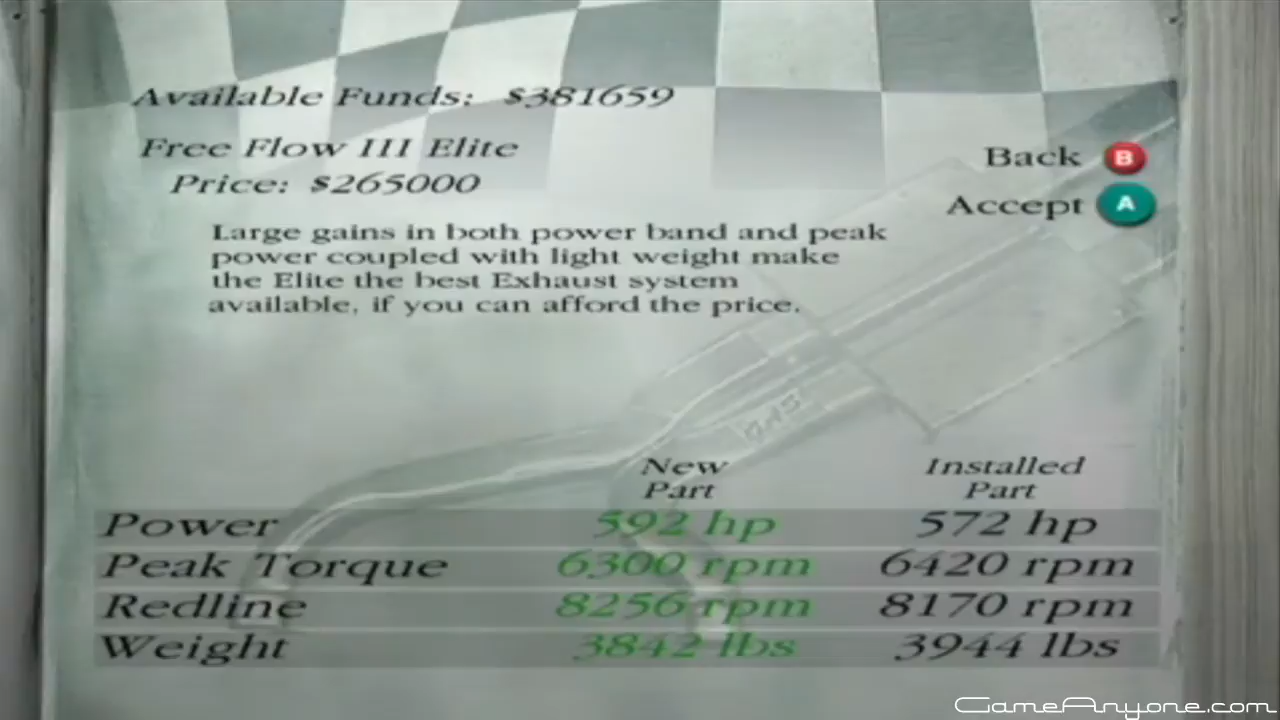 Available Funds: $381659
Free Flow III Elite
Price: $265000
Back B
Accept A
Large gains in both power band and peak
power coupled with light weight make
the Elite the best Exhaust system
available, if you can afford the price.
GAS
New Part Installed Part
Power 592 hp 572 hp
Peak Torque 6300 rpm 6420 rpm
Redline 8256 rpm 8170 rpm
Weight 3842 lbs 3944 lbs
GameAnyone.com